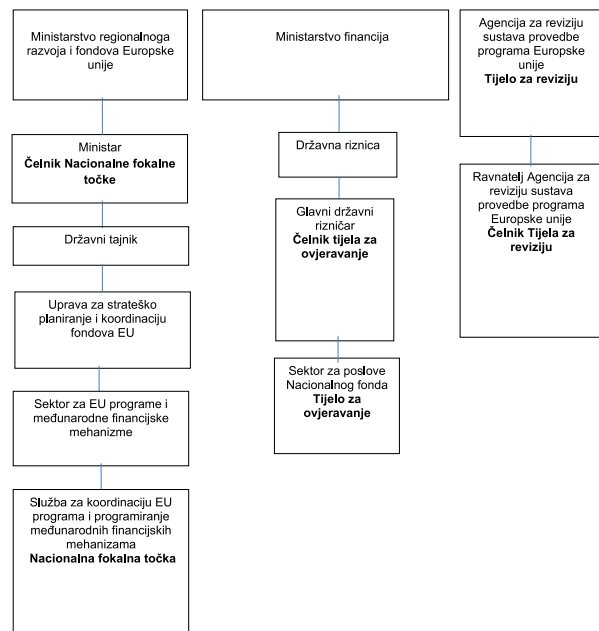 Ministarstvo regionalnoga
razvoja i fondova Europske
unije
Ministar
Čelnik Nacionalne fokalne
točke
Državni tajnik
Uprava za strateško
planiranje i koordinaciju
fondova EU
Sektor za EU programe i
međunarodne financijske
mehanizme
Služba za koordinaciju EU
programa i programiranje
međunarodnih financijskih
mehanizama
Nacionalna fokalna točka
Ministarstvo financija
Državna riznica
Glavni državni
rizničar
Čelnik tijela za
ovjeravanje
Sektor za poslove
Nacionalnog fonda
Tijelo za
ovjeravanje
Agencija za reviziju
sustava provedbe
programa Europske
unije
Tijelo za reviziju
Ravnatelj Agencija za
reviziju sustava
provedbe programa
Europske unije
Čelnik Tijela za
reviziju